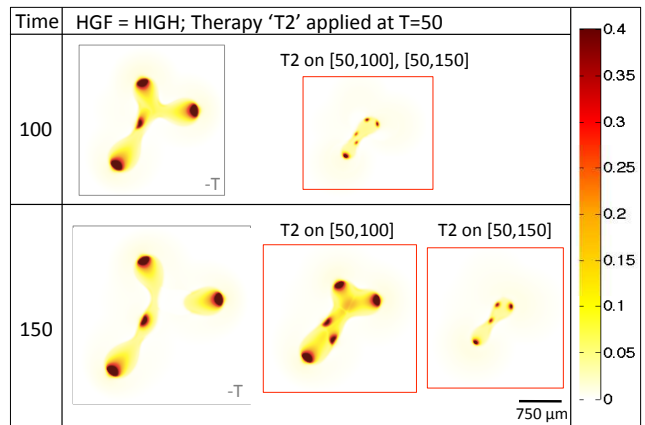 Time HGF = HIGH; Therapy ‘T2’ applied at T=50
T2 on [50,100], [50,150]
100
-T
T2 on [50,100] T2 on [50,150]
150
-T
750 μm
0.4
0.35
0.3
0.25
0.2
0.15
0.1
0.05
0